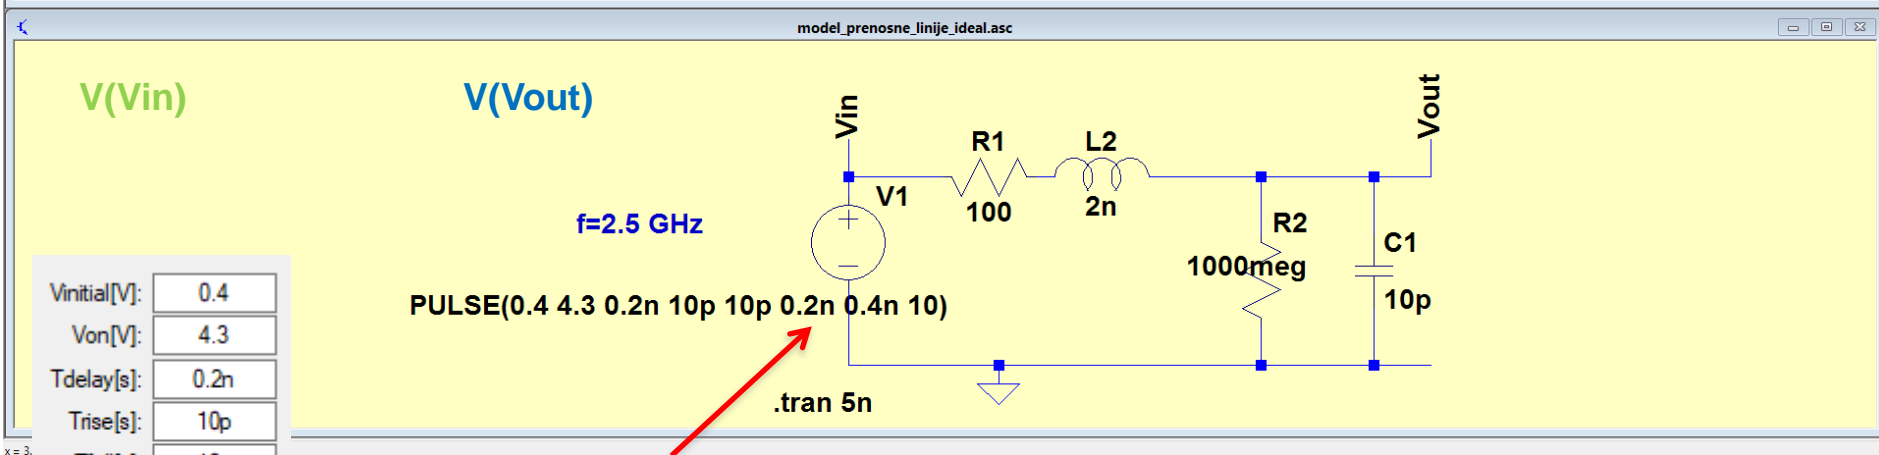 model_prenosne_linije_ideal.asc
V(Vin)
V(Vout)
Vin
Vout
R1
L2
V1
100
2n
f=2.5 GHz
R2
C1
1000meg
10p
PULSE(0.4 4.3 0.2n 10p 10p 0.2n 0.4n 10)
.tran 5n
Vinitial[V]: 0.4
Von[V]: 4.3
Tdelay[s]: 0.2n
Trise[s]: 10p
x = 3.